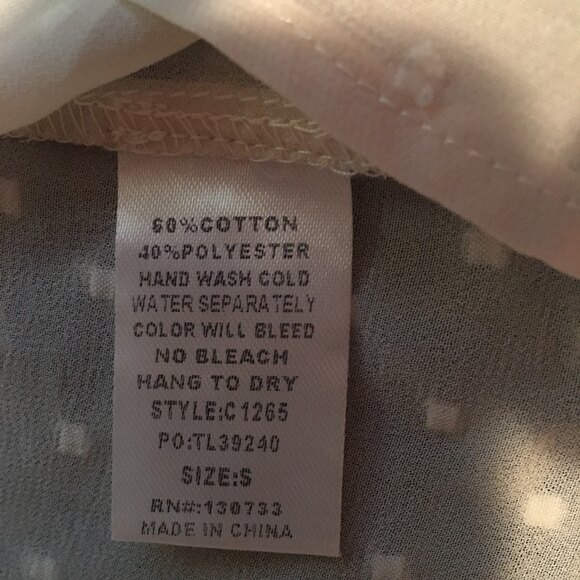 60%COTTON
40%POLYESTER
HAND WASH COLD
WATER SEPARATELY
COLOR WILL BLEED
NO BLEACH
HANG TO DRY
STYLE:C1265
PO:TL39240
SIZE:S
RN#:130733
MADE IN CHINA